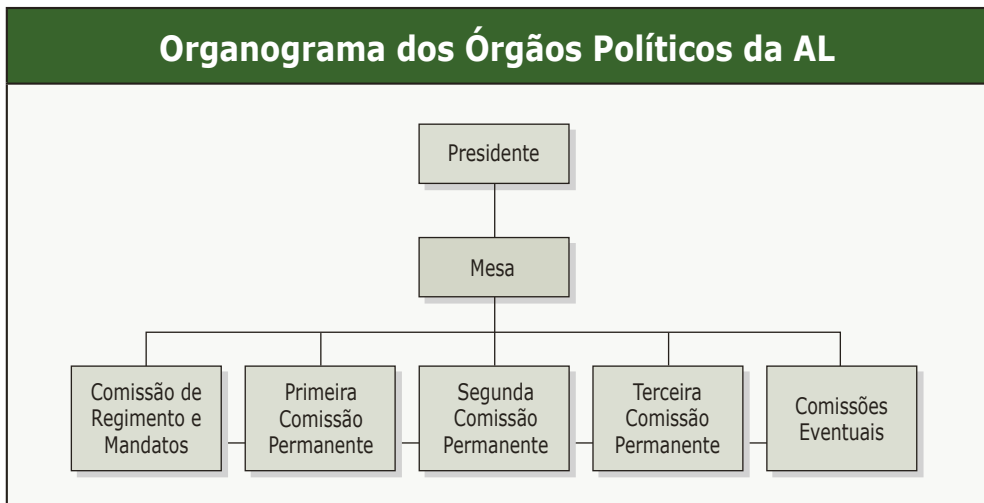 Organograma dos Órgãos Políticos da AL
Presidente
Mesa
Comissão de
Regimento e
Mandatos
Primeira
Comissão
Permanente
Segunda
Comissão
Permanente
Terceira
Comissão
Permanente
Comissões
Eventuais